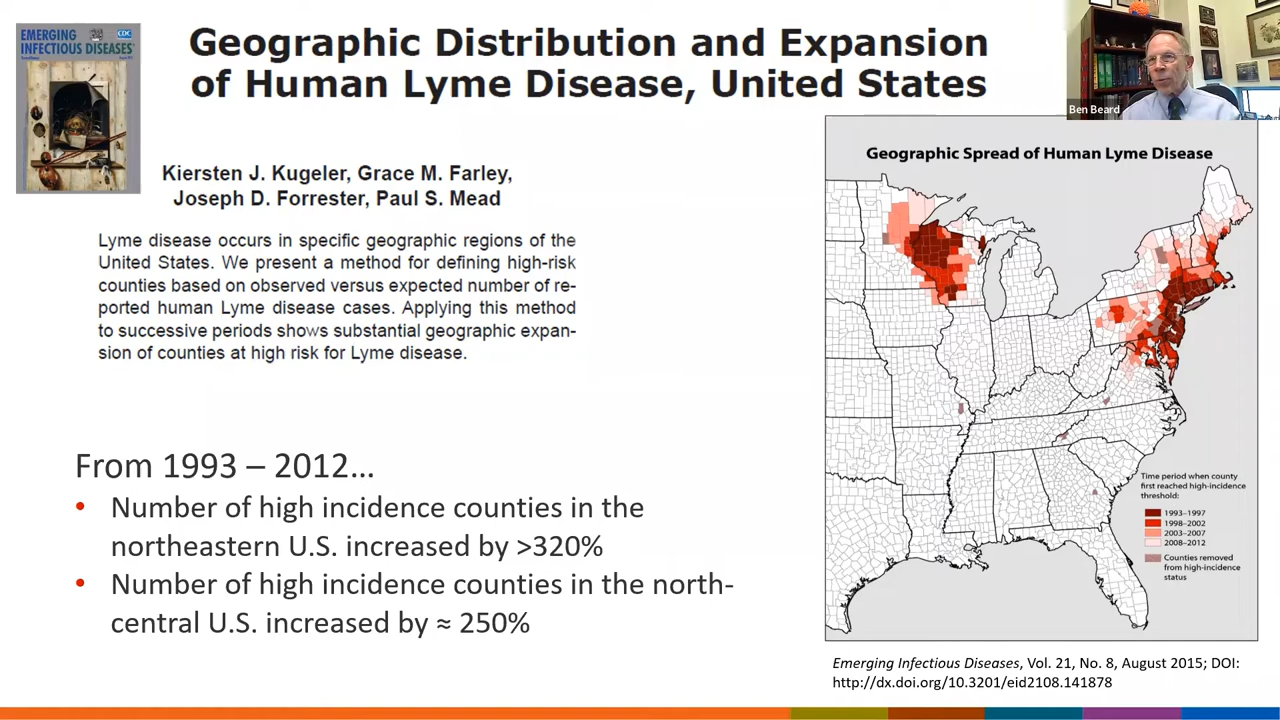 EMERGING
INFECTIOUS DISEASES
CDC
Geographic Distribution and Expansion
of Human Lyme Disease, United States
Ben Beard
Kiersten J. Kugeler, Grace M. Farley,
Joseph D. Forrester, Paul S. Mead
Lyme disease occurs in specific geographic regions of the
United States. We present a method for defining high-risk
counties based on observed versus expected number of re-
ported human Lyme disease cases. Applying this method
to successive periods shows substantial geographic expan-
sion of counties at high risk for Lyme disease.
From 1993 – 2012…
• Number of high incidence counties in the
northeastern U.S. increased by >320%
• Number of high incidence counties in the north-
central U.S. increased by ≈ 250%
Geographic Spread of Human Lyme Disease
Time period when county
first reached high-incidence
threshold:
1993–1997
1998–2002
2003–2007
2008–2012
Counties removed
from high-incidence
status
Emerging Infectious Diseases, Vol. 21, No. 8, August 2015; DOI:
http://dx.doi.org/10.3201/eid2108.141878